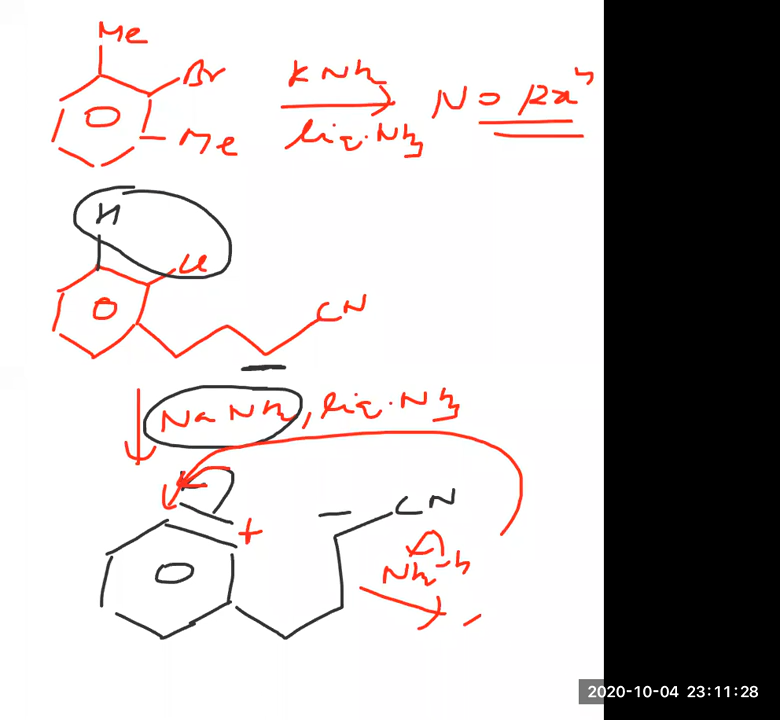 Me
Br
KNH2
N = Rxn
Me
liq. NH3
H
Cl
CN
NaNH2, liq. NH3
-
CN
+
NH2
2020-10-04 23:11:28